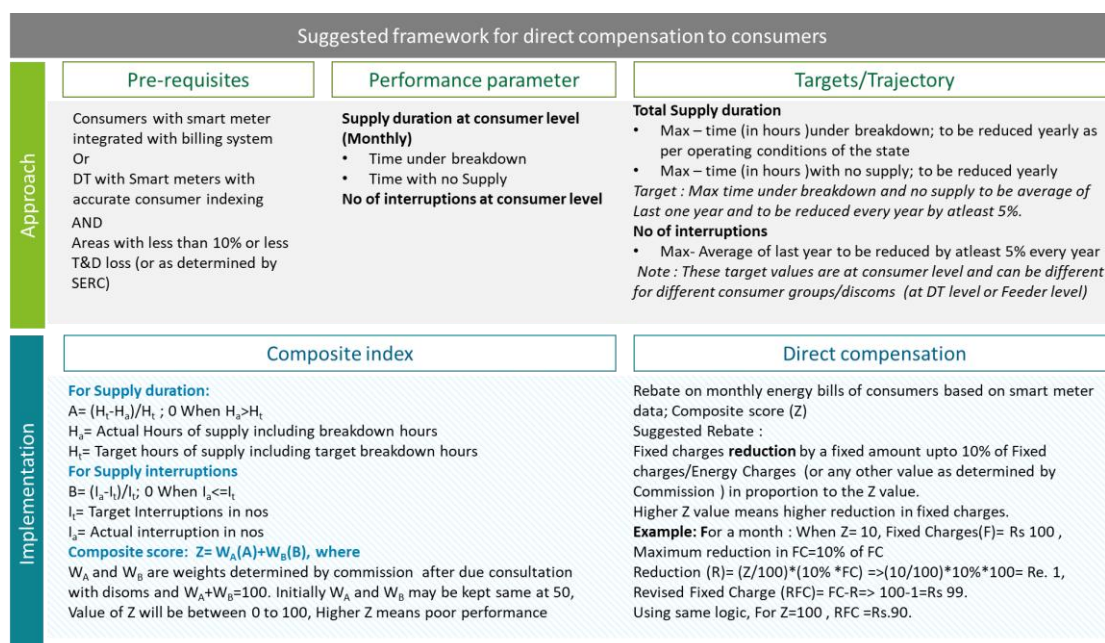 Suggested framework for direct compensation to consumers
Approach
Pre-requisites
Consumers with smart meter
integrated with billing system
Or
DT with Smart meters with
accurate consumer indexing
AND
Areas with less than 10% or less
T&D loss (or as determined by
SERC)
Performance parameter
Supply duration at consumer level
(Monthly)
• Time under breakdown
• Time with no Supply
No of interruptions at consumer level
Targets/Trajectory
Total Supply duration
• Max – time (in hours )under breakdown; to be reduced yearly as
per operating conditions of the state
• Max – time (in hours )with no supply; to be reduced yearly
Target : Max time under breakdown and no supply to be average of
Last one year and to be reduced every year by atleast 5%.
No of interruptions
• Max- Average of last year to be reduced by atleast 5% every year
Note : These target values are at consumer level and can be different
for different consumer groups/discoms (at DT level or Feeder level)
Implementation
Composite index
For Supply duration:
A= (Ht-Ha)/Ht ; 0 When Ha>Ht
Ha= Actual Hours of supply including breakdown hours
Ht= Target hours of supply including target breakdown hours
For Supply interruptions
B= (Ia-It)/It; 0 When Ia<=It
It= Target Interruptions in nos
Ia= Actual interruption in nos
Composite score: Z= WA(A)+WB(B), where
WA and WB are weights determined by commission after due consultation
with disoms and WA+WB=100. Initially WA and WB may be kept same at 50,
Value of Z will be between 0 to 100, Higher Z means poor performance
Direct compensation
Rebate on monthly energy bills of consumers based on smart meter
data; Composite score (Z)
Suggested Rebate :
Fixed charges reduction by a fixed amount upto 10% of Fixed
charges/Energy Charges (or any other value as determined by
Commission ) in proportion to the Z value.
Higher Z value means higher reduction in fixed charges.
Example: For a month : When Z= 10, Fixed Charges(F)= Rs 100 ,
Maximum reduction in FC=10% of FC
Reduction (R)= (Z/100)*(10% *FC) =>(10/100)*10%*100= Re. 1,
Revised Fixed Charge (RFC)= FC-R=> 100-1=Rs 99.
Using same logic, For Z=100 , RFC =Rs.90.